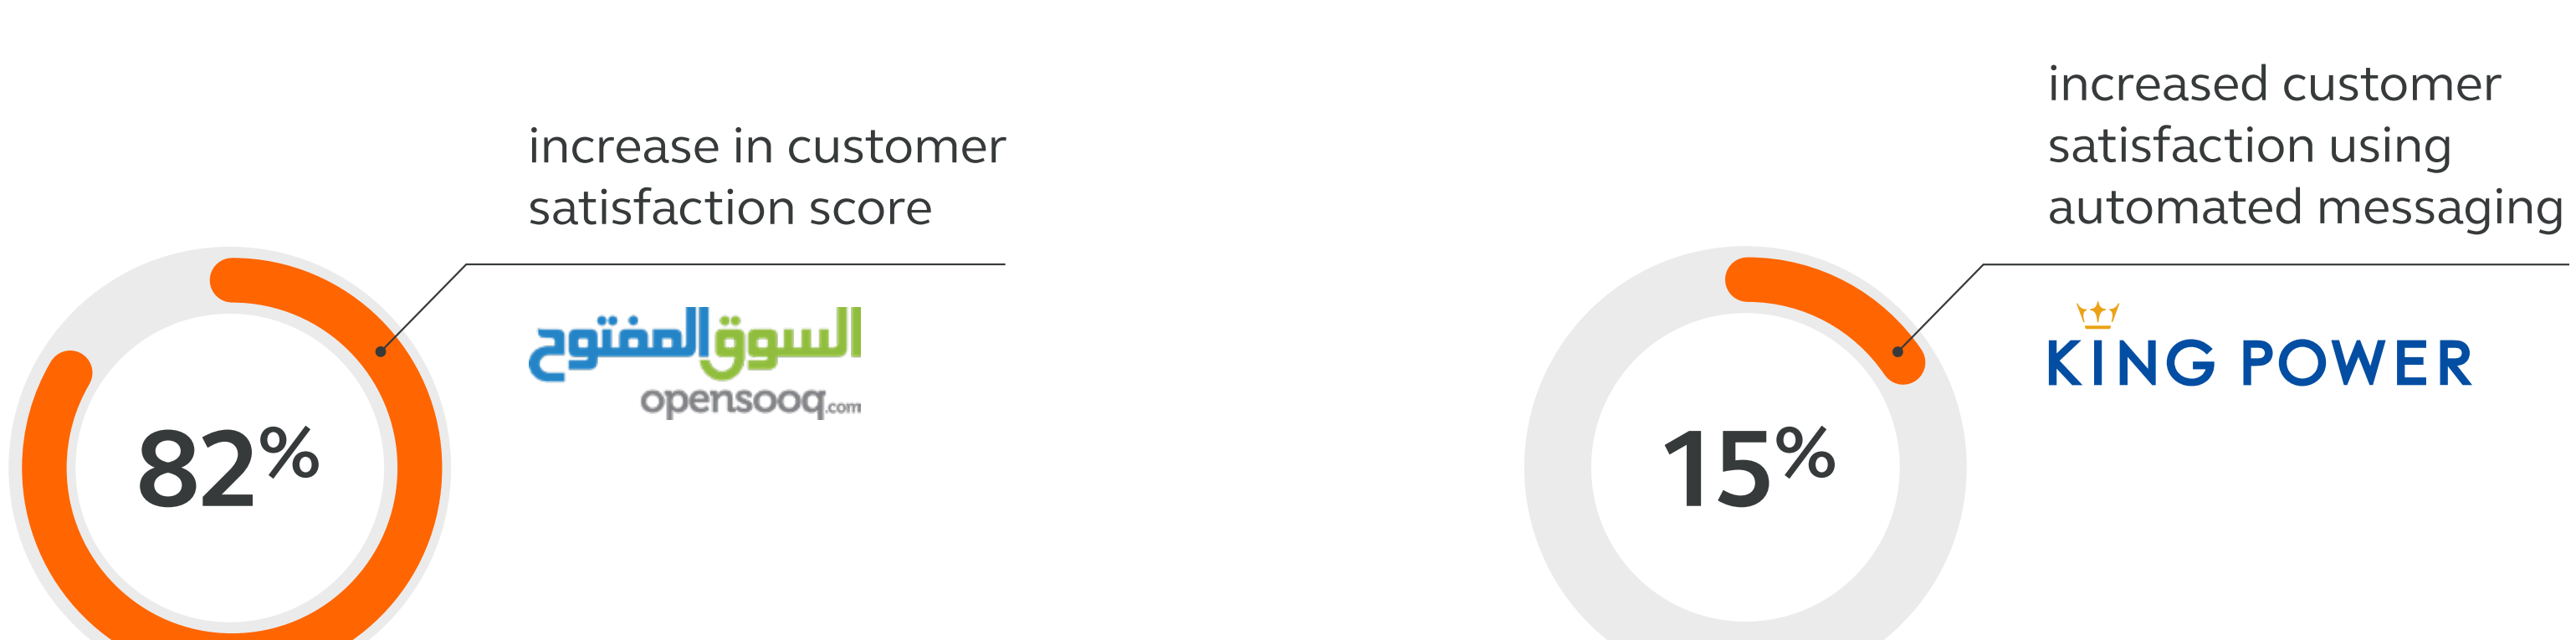 increase in customer
satisfaction score
السوق المفتوح
opensooq.com
82%
increased customer
satisfaction using
automated messaging
KING POWER
15%